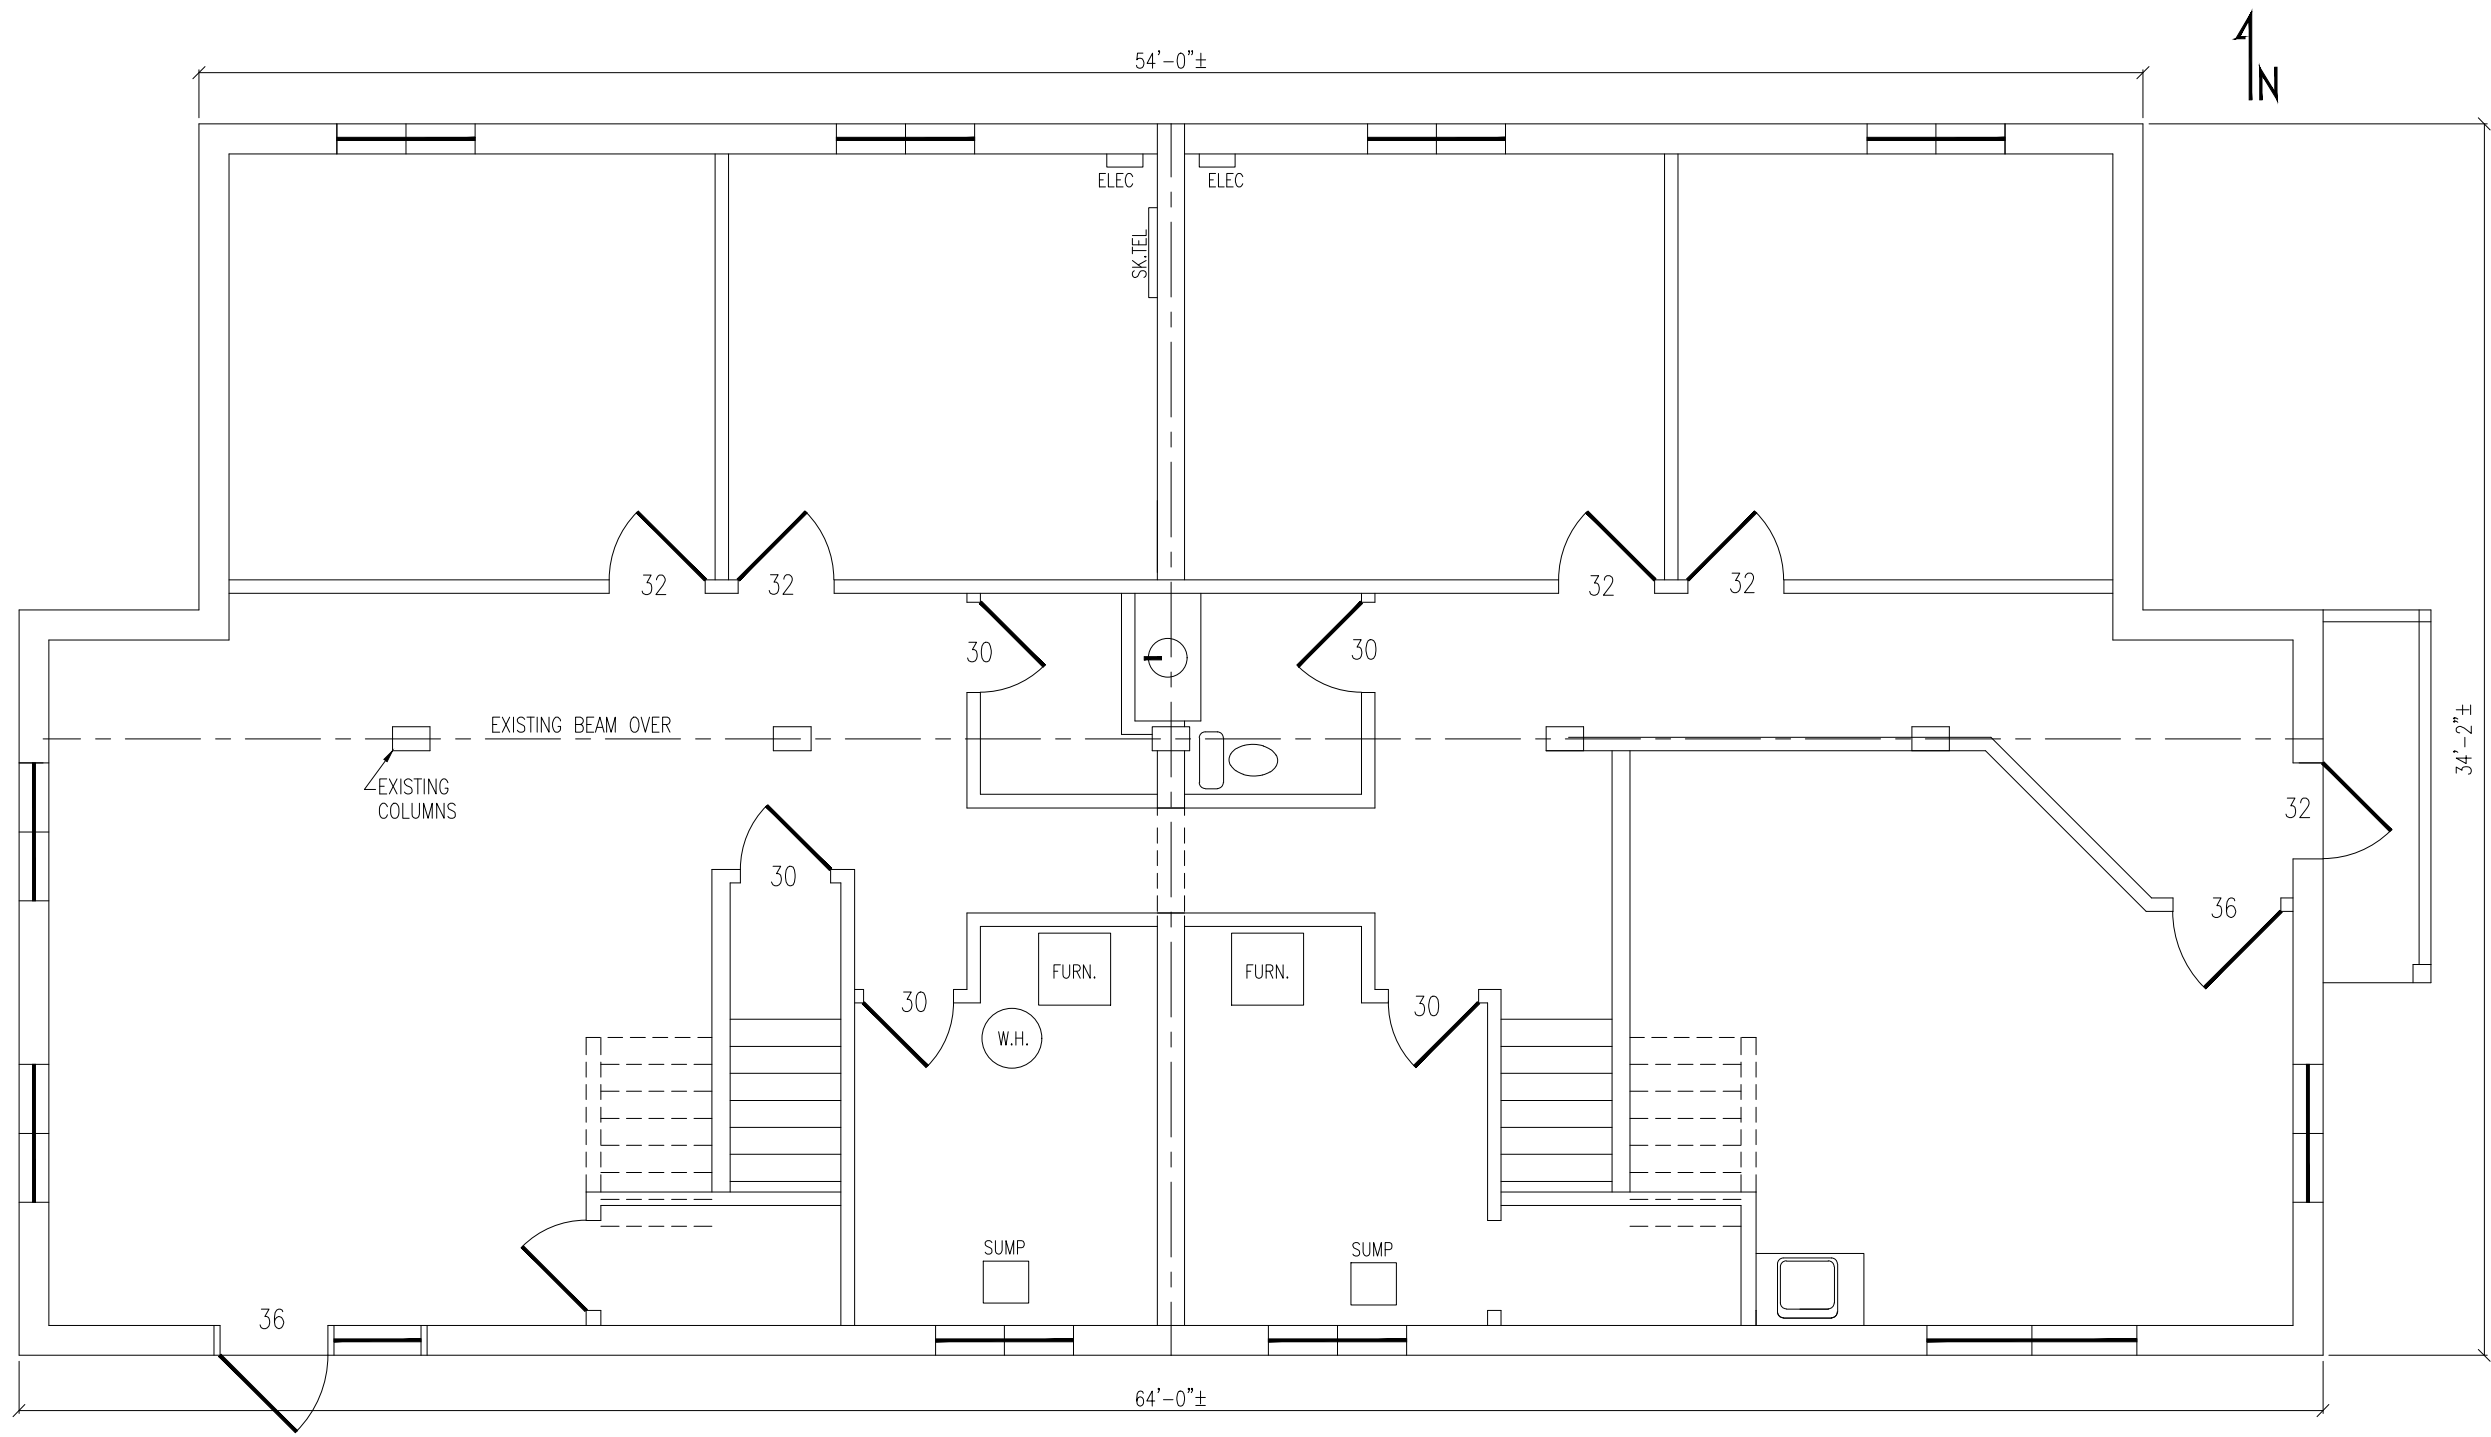 54'-0"±
N
ELEC
ELEC
SK.TEL
32
32
32
32
30
30
EXISTING BEAM OVER
34'-2"±
EXISTING
COLUMNS
32
30
36
FURN.
FURN.
30
30
W.H.
SUMP
SUMP
36
64'-0"±